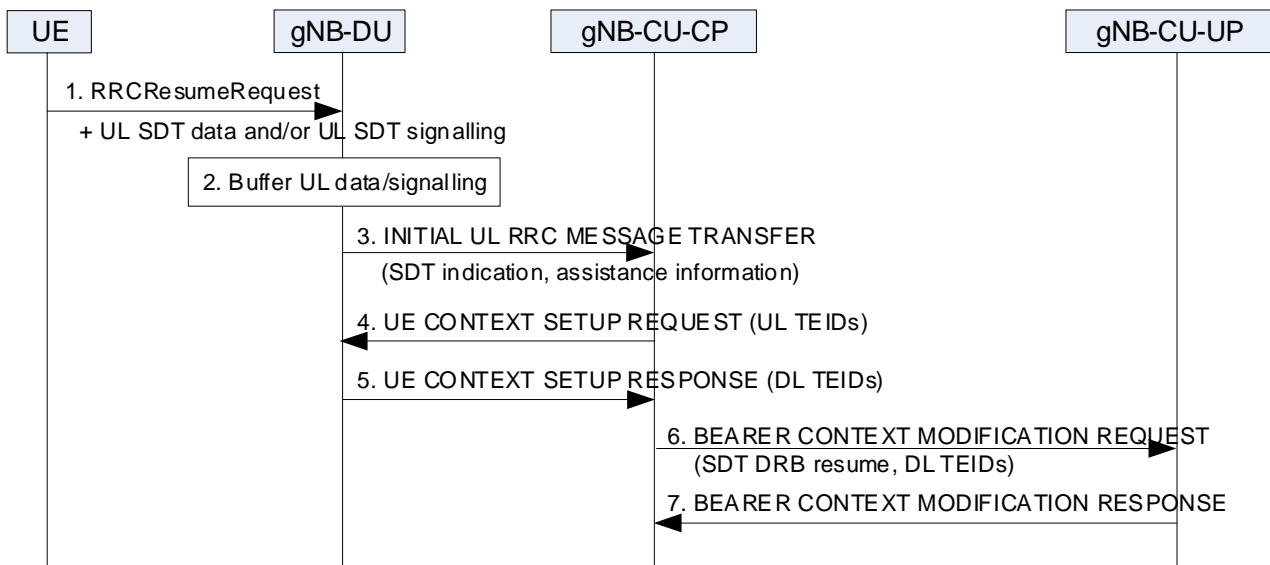 UE
gNB-DU
gNB-CU-CP
gNB-CU-UP
1. RRCResumeRequest
+ UL SDT data and/or UL SDT signalling
2. Buffer UL data/signalling
3. INITIAL UL RRC MESSAGE TRANSFER
(SDT indication, assistance information)
4. UE CONTEXT SETUP REQUEST (UL TEIDs)
5. UE CONTEXT SETUP RESPONSE (DL TEIDs)
6. BEARER CONTEXT MODIFICATION REQUEST
(SDT DRB resume, DL TEIDs)
7. BEARER CONTEXT MODIFICATION RESPONSE